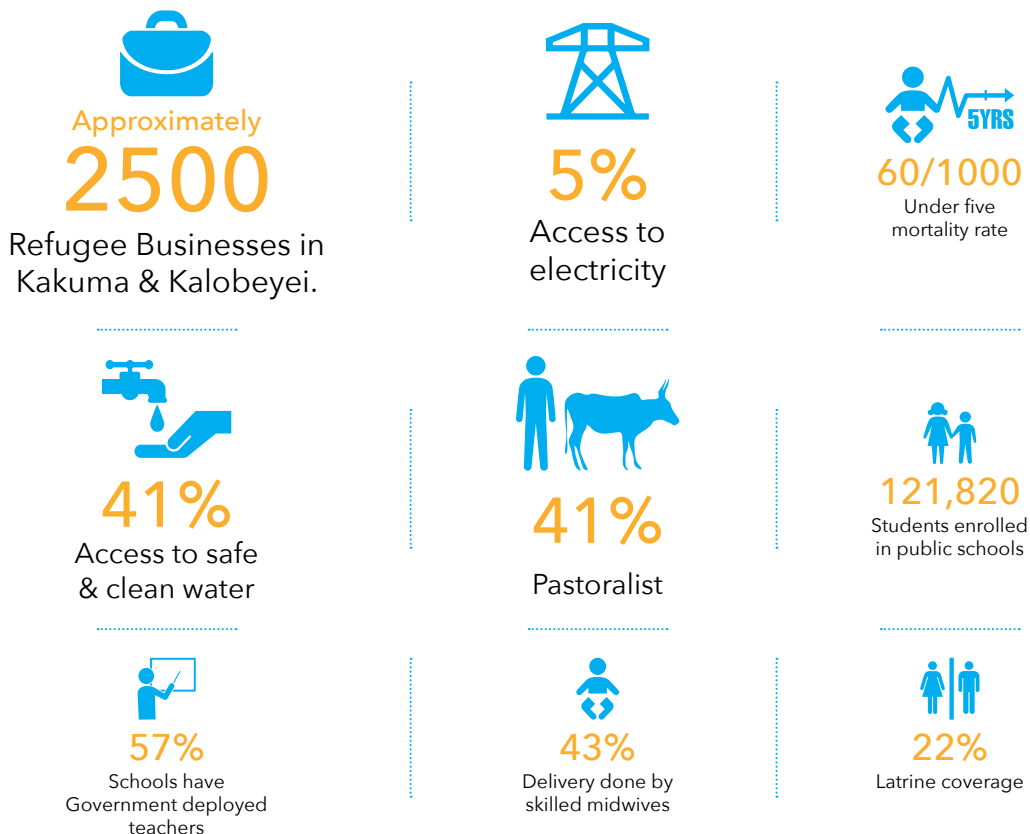 Approximately
2500
Refugee Businesses in
Kakuma & Kalobeyei.
5%
Access to
electricity
5YRS
60/1000
Under five
mortality rate
41%
Access to safe
& clean water
41%
Pastoralist
121,820
Students enrolled
in public schools
57%
Schools have
Government deployed
teachers
43%
Delivery done by
skilled midwives
22%
Latrine coverage